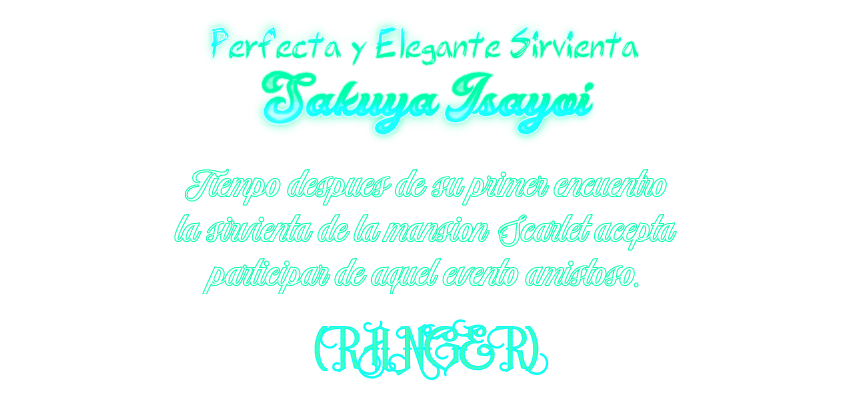 Perfecta y Elegante Sirvienta
Sakuya Isayoi
Tiempo despues de su primer encuentro
la sirvienta de la mansion Scarlet acepta
participar de aquel evento amistoso.
(RANGER)